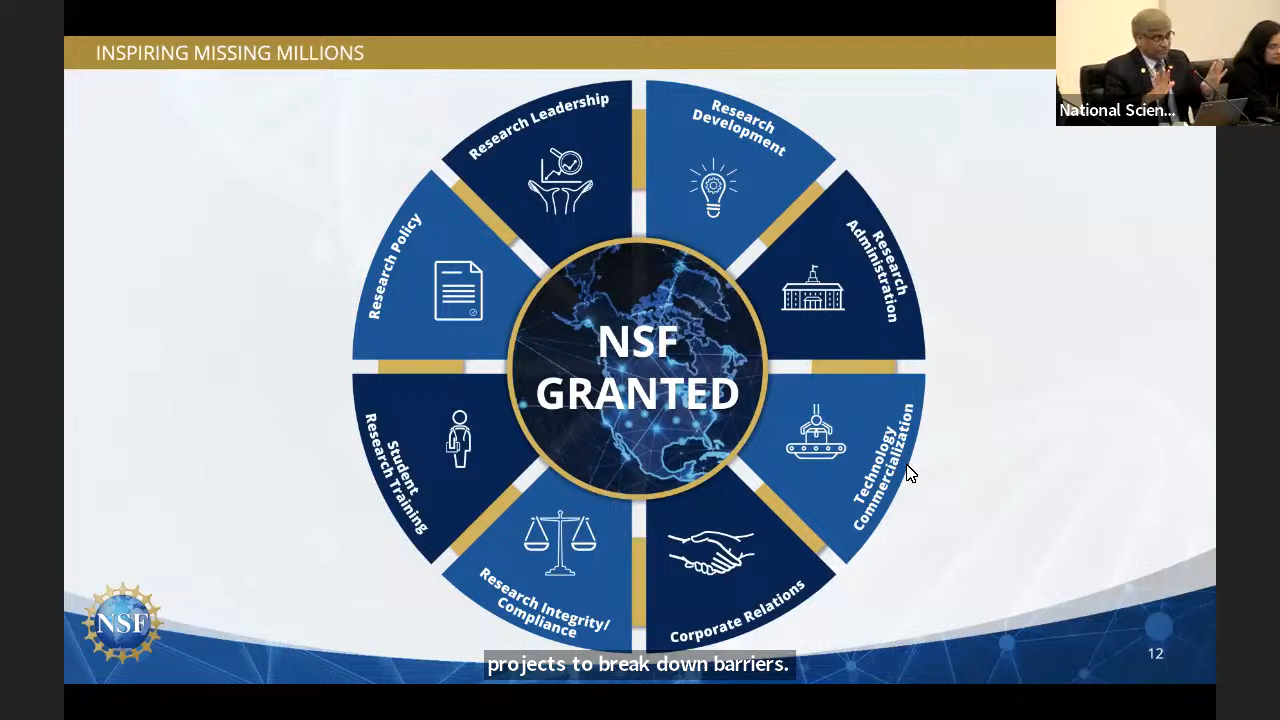 INSPIRING MISSING MILLIONS
National Scien...
Research Leadership
Research
Development
Research
Administration
Technology
Commercialization
Corporate Relations
Research Integrity/
Compliance
Student
Research Training
Research Policy
NSF
GRANTED
NSF
projects to break down barriers.
12